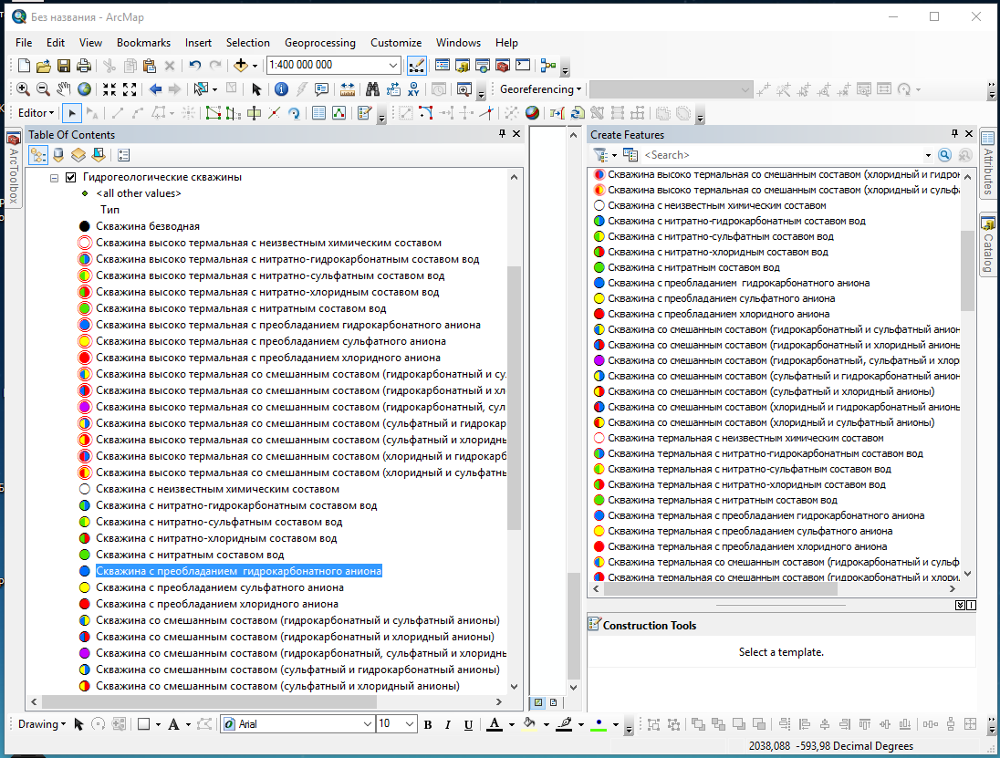 Без названия - ArcMap
File Edit View Bookmarks Insert Selection Geoprocessing Customize Windows Help
1:400 000 000
Georeferencing
Editor
ArcToolbox
Table Of Contents
Гидрогеологические скважины
<all other values>
Тип
Скважина безводная
Скважина высоко термальная с неизвестным химическим составом
Скважина высоко термальная с нитратно-гидрокарбонатным составом вод
Скважина высоко термальная с нитратно-сульфатным составом вод
Скважина высоко термальная с нитратно-хлоридным составом вод
Скважина высоко термальная с нитратным составом вод
Скважина высоко термальная с преобладанием гидрокарбонатного аниона
Скважина высоко термальная с преобладанием сульфатного аниона
Скважина высоко термальная с преобладанием хлоридного аниона
Скважина высоко термальная со смешанным составом (гидрокарбонатный и су.
Скважина высоко термальная со смешанным составом (гидрокарбонатный и хл
Скважина высоко термальная со смешанным составом (гидрокарбонатный, сул
Скважина высоко термальная со смешанным составом (сульфатный и гидрокар
Скважина высоко термальная со смешанным составом (сульфатный и хлоридны
Скважина высоко термальная со смешанным составом (хлоридный и гидрокарб
Скважина высоко термальная со смешанным составом (хлоридный и сульфатны
Скважина с неизвестным химическим составом
Скважина с нитратно-гидрокарбонатным составом вод
Скважина с нитратно-сульфатным составом вод
Скважина с нитратно-хлоридным составом вод
Скважина с нитратным составом вод
Скважина с преобладанием  гидрокарбонатного аниона
Скважина с преобладанием сульфатного аниона
Скважина с преобладанием хлоридного аниона
Скважина со смешанным составом (гидрокарбонатный и сульфатный анионы)
Скважина со смешанным составом (гидрокарбонатный и хлоридный анионы)
Скважина со смешанным составом (гидрокарбонатный, сульфатный и хлоридны
Скважина со смешанным составом (сульфатный и гидрокарбонатный анионы)
Скважина со смешанным составом (сульфатный и хлоридный анионы)
Create Features
<Search>
Скважина высоко термальная со смешанным составом (хлоридный и гидрок
Скважина высоко термальная со смешанным составом (хлоридный и сульфа
Скважина с неизвестным химическим составом
Скважина с нитратно-гидрокарбонатным составом вод
Скважина с нитратно-сульфатным составом вод
Скважина с нитратно-хлоридным составом вод
Скважина с нитратным составом вод
Скважина с преобладанием  гидрокарбонатного аниона
Скважина с преобладанием сульфатного аниона
Скважина с преобладанием хлоридного аниона
Скважина со смешанным составом (гидрокарбонатный и сульфатный анион
Скважина со смешанным составом (гидрокарбонатный и хлоридный анионь
Скважина со смешанным составом (гидрокарбонатный, сульфатный и хлор
Скважина со смешанным составом (сульфатный и гидрокарбонатный анион
Скважина со смешанным составом (сульфатный и хлоридный анионы)
Скважина со смешанным составом (хлоридный и гидрокарбонатный анионь
Скважина со смешанным составом (хлоридный и сульфатный анионы)
Скважина термальная с неизвестным химическим составом
Скважина термальная с нитратно-гидрокарбонатным составом вод
Скважина термальная с нитратно-сульфатным составом вод
Скважина термальная с нитратно-хлоридным составом вод
Скважина термальная с нитратным составом вод
Скважина термальная с преобладанием гидрокарбонатного аниона
Скважина термальная с преобладанием сульфатного аниона
Скважина термальная с преобладанием хлоридного аниона
Скважина термальная со смешанным составом (гидрокарбонатный и сульф
Скважина термальная со смешанным составом (гидрокарбонатный и хлори.
Construction Tools
Select a template.
Attributes
Catalog
Drawing A Arial 10 B I U A
2038,088 -593,98 Decimal Degrees